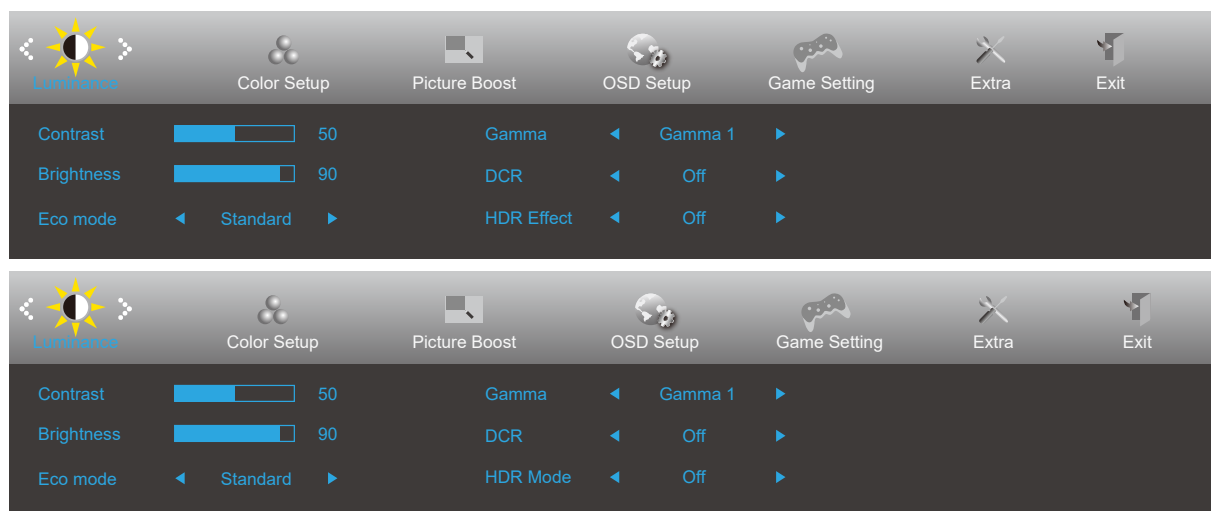 Luminance Color Setup Picture Boost OSD Setup Game Setting Extra Exit
Contrast 50 Gamma Gamma 1
Brightness 90 DCR Off
Eco mode Standard HDR Effect Off
Luminance Color Setup Picture Boost OSD Setup Game Setting Extra Exit
Contrast 50 Gamma Gamma 1
Brightness 90 DCR Off
Eco mode Standard HDR Mode Off